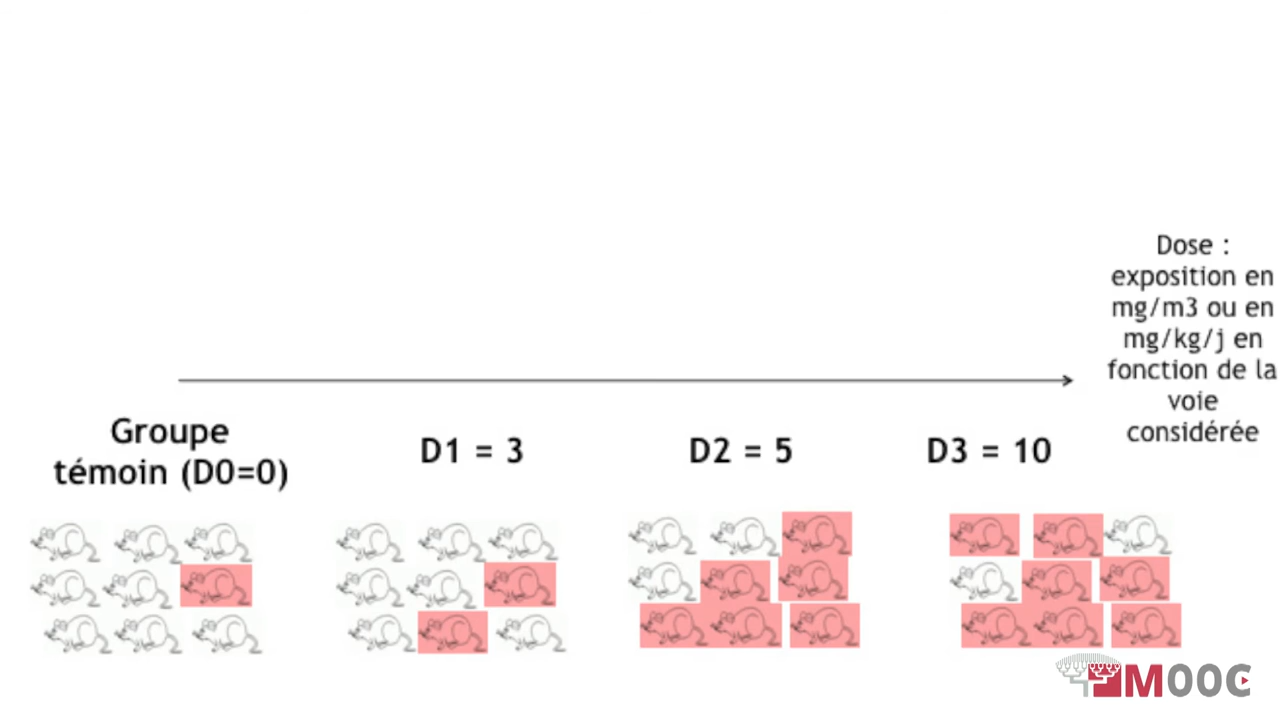 Dose :
exposition en
mg/m3 ou en
mg/kg/j en
fonction de la
voie
considérée
Groupe
témoin (D0=0)
D1 = 3
D2 = 5
D3 = 10
MOOC